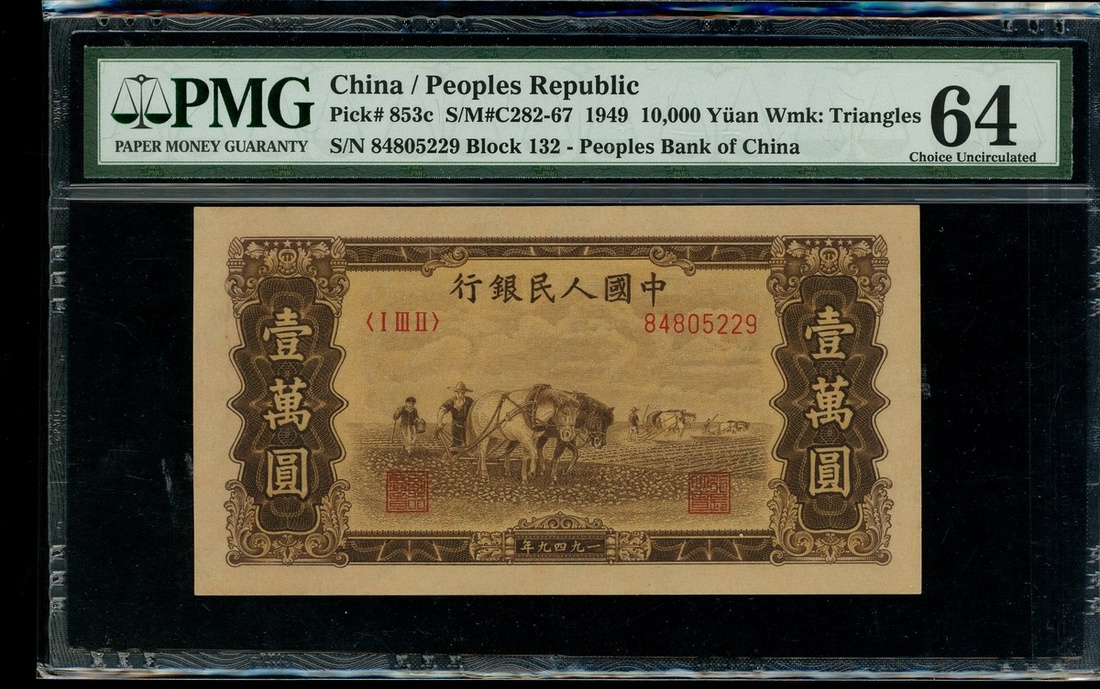 PMG
PAPER MONEY GUARANTY
China / Peoples Republic
Pick# 853c S/M#C282-67 1949 10,000 Yüan Wmk: Triangles
S/N 84805229 Block 132 - Peoples Bank of China
64
Choice Uncirculated
行銀民人國中
〈I III II〉
84805229
壹萬圓
壹萬圓
年九四九一